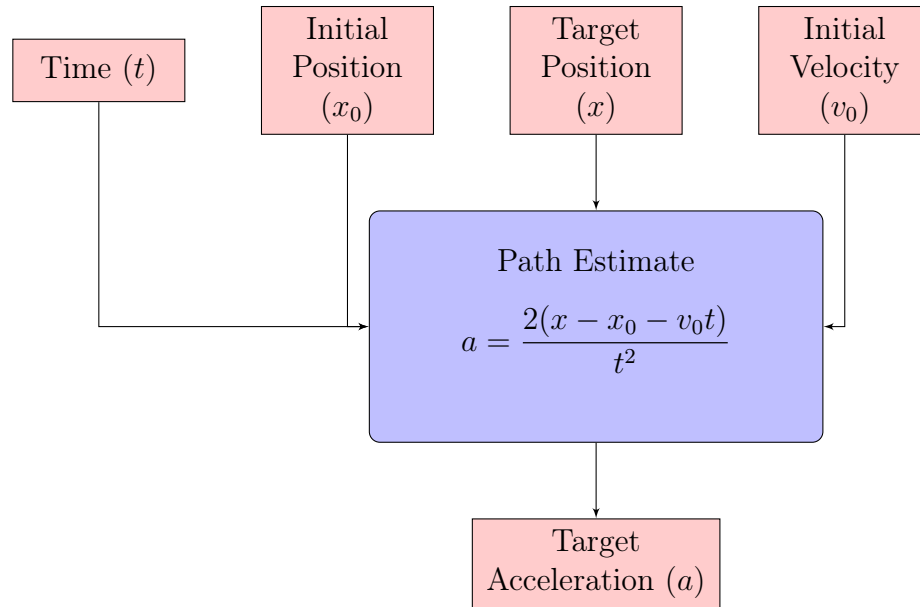 Time (t)
Initial
Position
(x₀)
Target
Position
(x)
Initial
Velocity
(v₀)
Path Estimate
a = 2(x − x₀ − v₀t) / t²
Target
Acceleration (a)